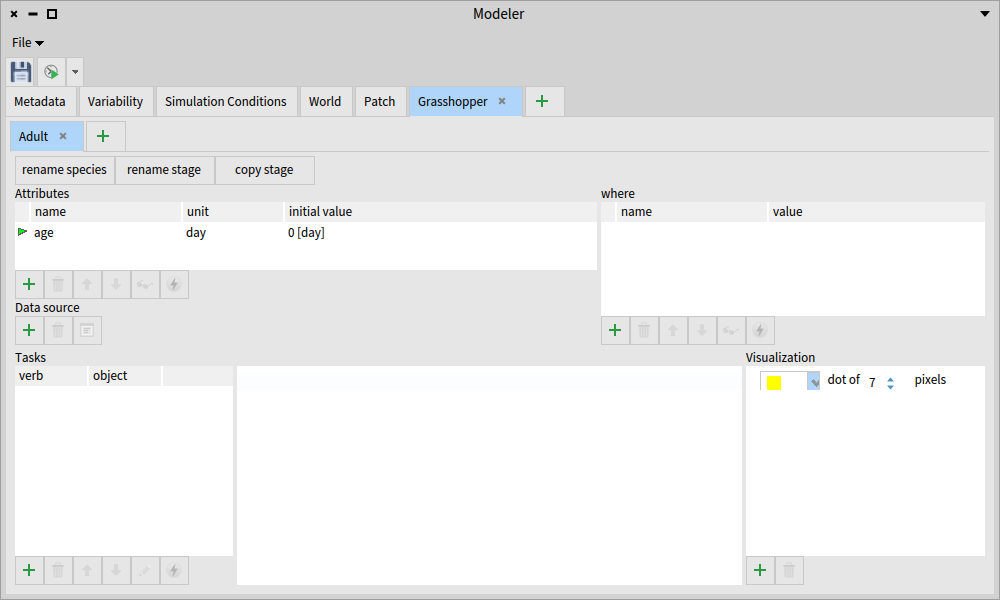 Modeler
File
Metadata Variability Simulation Conditions World Patch Grasshopper
Adult
rename species rename stage copy stage
Attributes where
name unit initial value name value
age day 0 [day]
Data source
Tasks Visualization
verb object
dot of 7 pixels